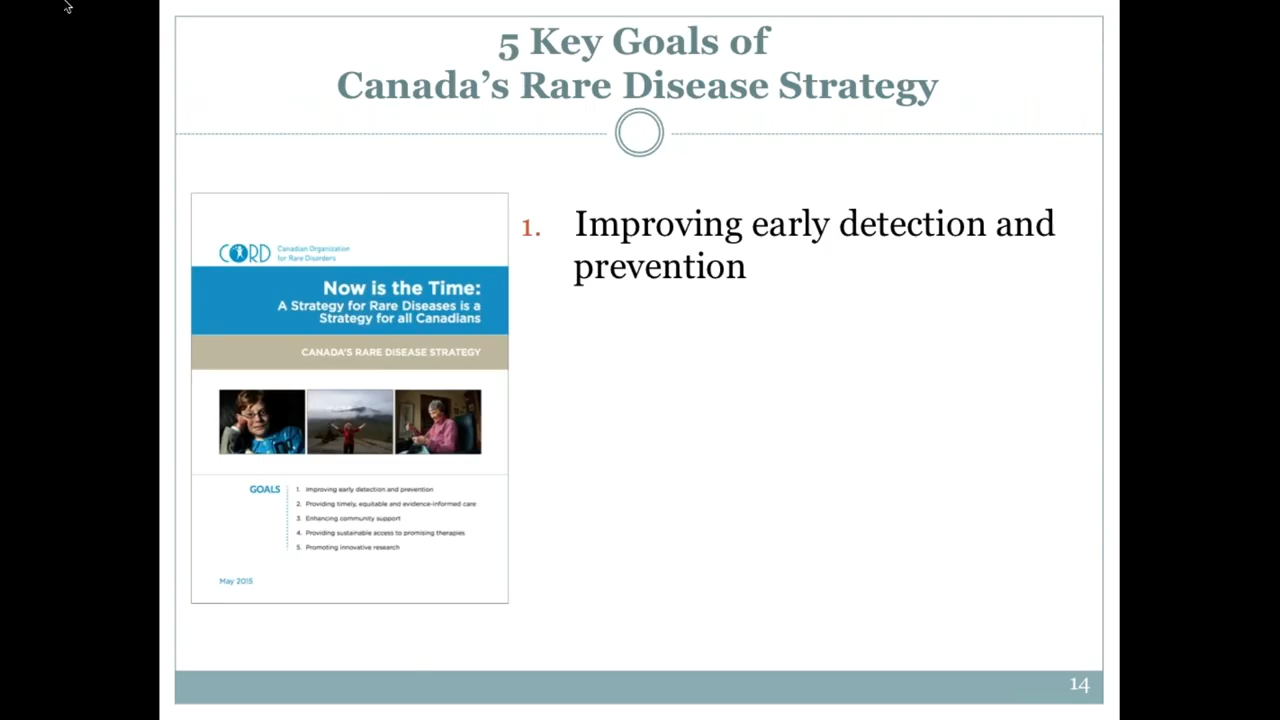 5 Key Goals of
Canada's Rare Disease Strategy
CORD
Canadian Organization
for Rare Disorders
Now is the Time:
A Strategy for Rare Diseases is a
Strategy for all Canadians
CANADA'S RARE DISEASE STRATEGY
GOALS
1. Improving early detection and prevention
2. Providing timely, equitable and evidence-informed care
3. Enhancing community support
4. Providing sustainable access to promising therapies
5. Promoting innovative research
May 2015
1. Improving early detection and
prevention
14